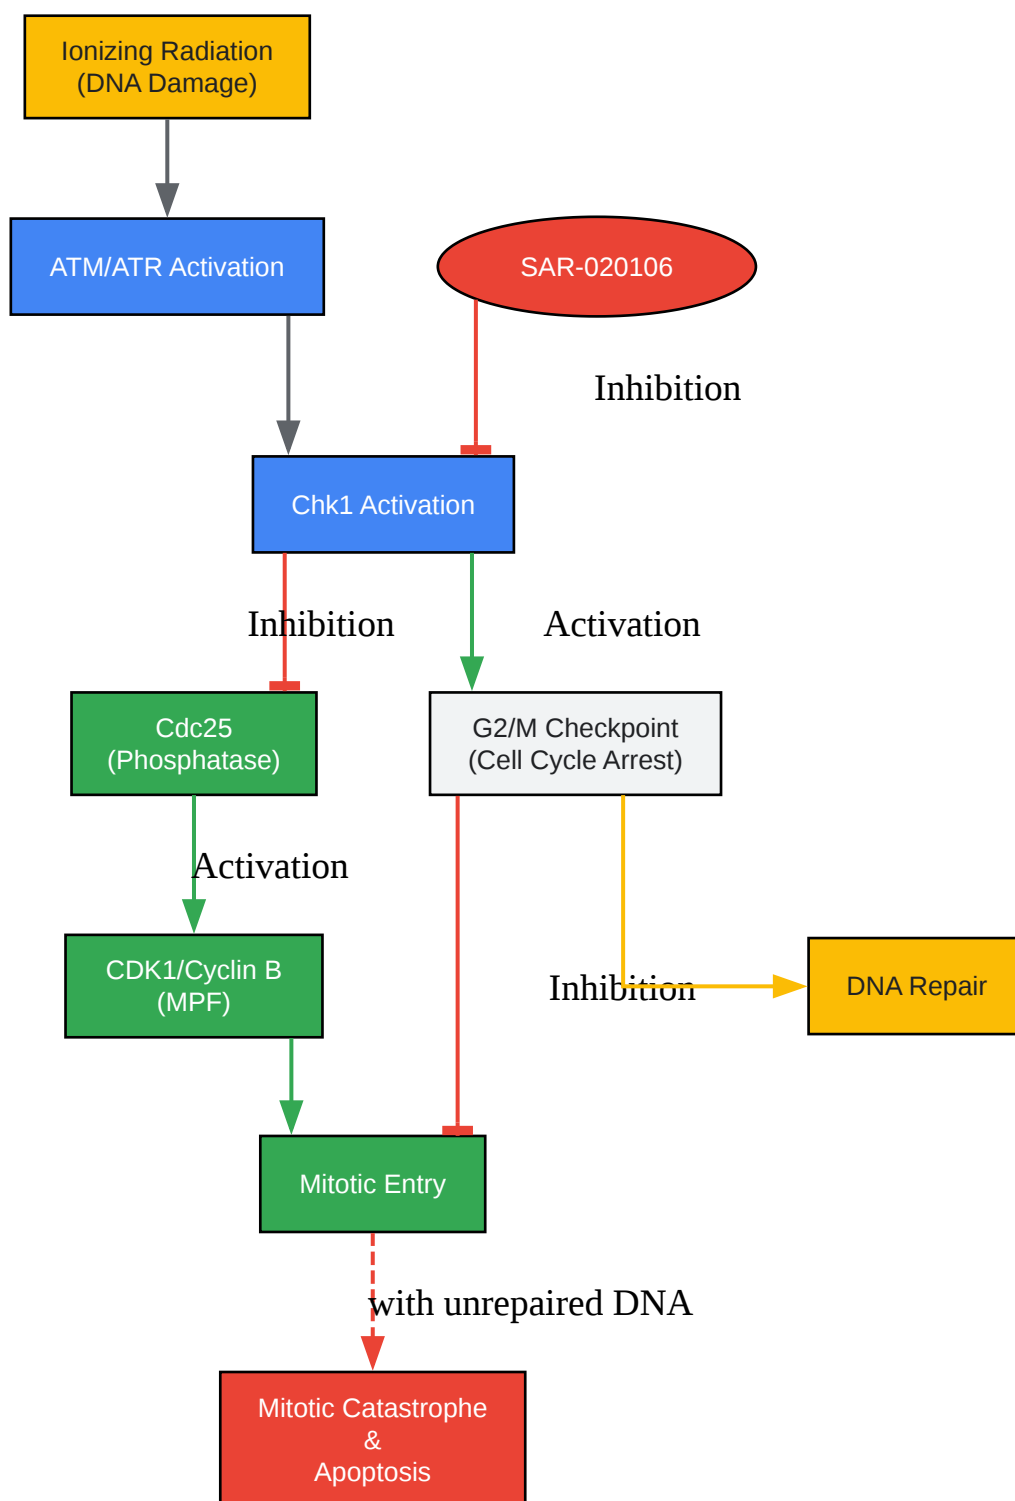 Ionizing Radiation
(DNA Damage)
ATM/ATR Activation
SAR-020106
Inhibition
Chk1 Activation
Inhibition
Activation
Cdc25
(Phosphatase)
G2/M Checkpoint
(Cell Cycle Arrest)
Activation
CDK1/Cyclin B
(MPF)
Inhibition
DNA Repair
Mitotic Entry
with unrepaired DNA
Mitotic Catastrophe
&
Apoptosis